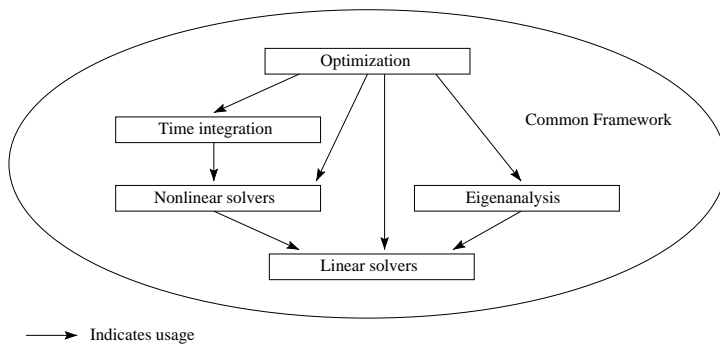 Optimization
Time integration
Common Framework
Nonlinear solvers
Eigenanalysis
Linear solvers
Indicates usage